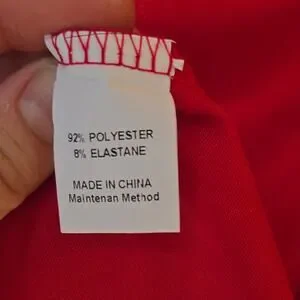 92% POLYESTER
8% ELASTANE
MADE IN CHINA
Maintenan Method